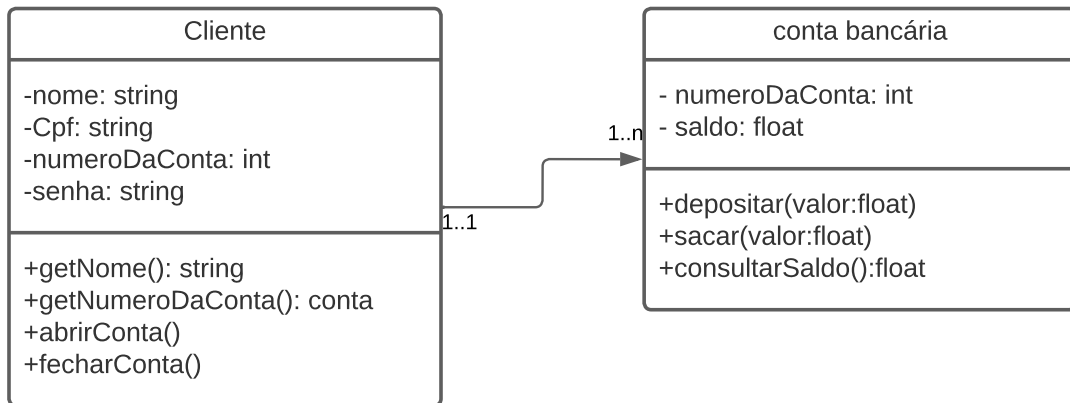 Cliente
-nome: string
-Cpf: string
-numeroDaConta: int
-senha: string
+getNome(): string
+getNumeroDaConta(): conta
+abrirConta()
+fecharConta()
1..1
1..n
conta bancária
- numeroDaConta: int
- saldo: float
+depositar(valor:float)
+sacar(valor:float)
+consultarSaldo():float